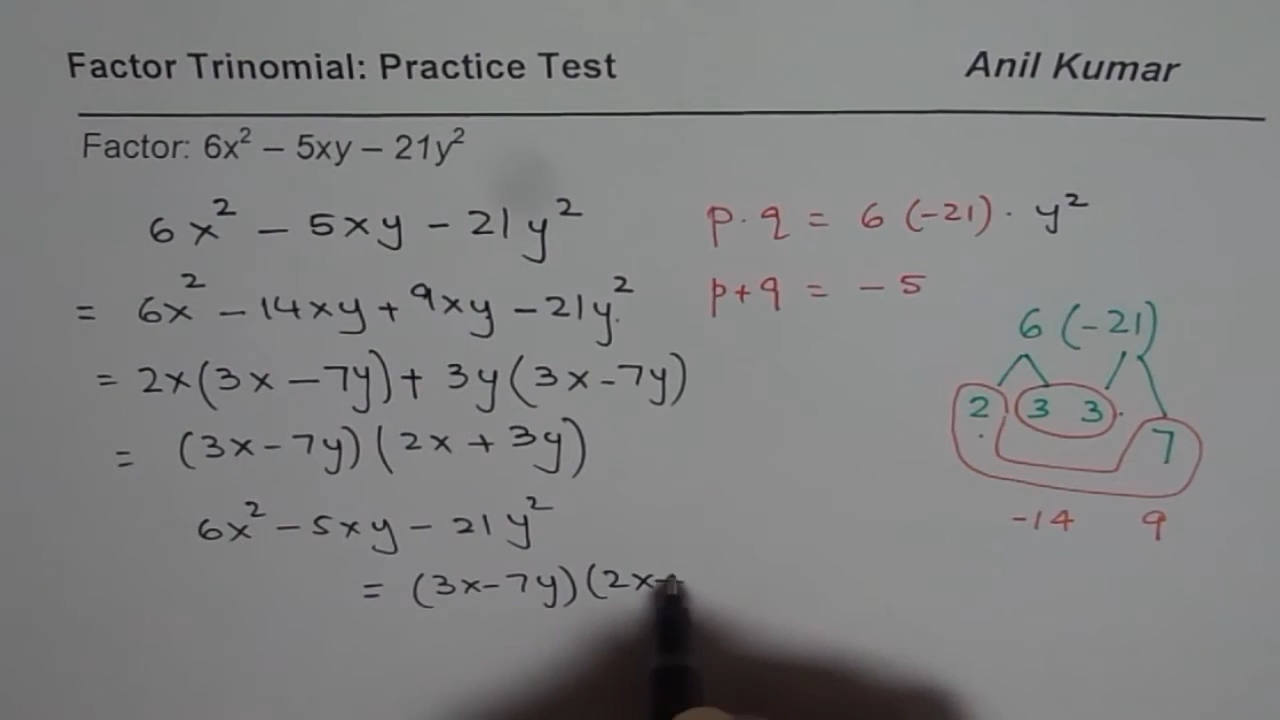 Factor Trinomial: Practice Test Anil Kumar
Factor: 6x² – 5xy – 21y²
6x² - 5xy - 21y² p·q = 6(-21)· y²
= 6x² - 14xy + 9xy - 21y². p+q = -5
6(-21)
= 2x(3x - 7y) + 3y(3x-7y)
2 3 3 7
= (3x-7y)(2x + 3y)
-14 9
6x² - 5xy - 21y²
= (3x-7y)(2x+